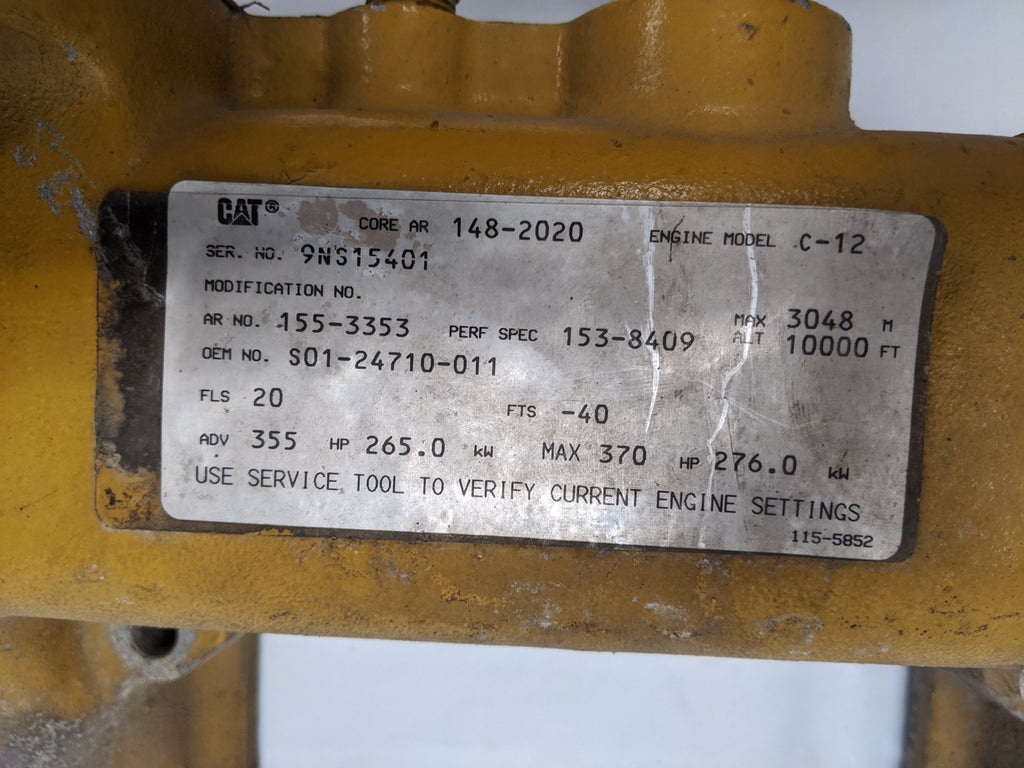 CAT® CORE AR 148-2020 ENGINE MODEL C-12
SER. NO. 9NS15401
MODIFICATION NO.
AR NO. 155-3353 PERF SPEC 153-8409 MAX ALT 3048 M 10000 FT
OEM NO. S01-24710-011
FLS 20 FTS -40
ADV 355 HP 265.0 kW MAX 370 HP 276.0 kW
USE SERVICE TOOL TO VERIFY CURRENT ENGINE SETTINGS
115-5852